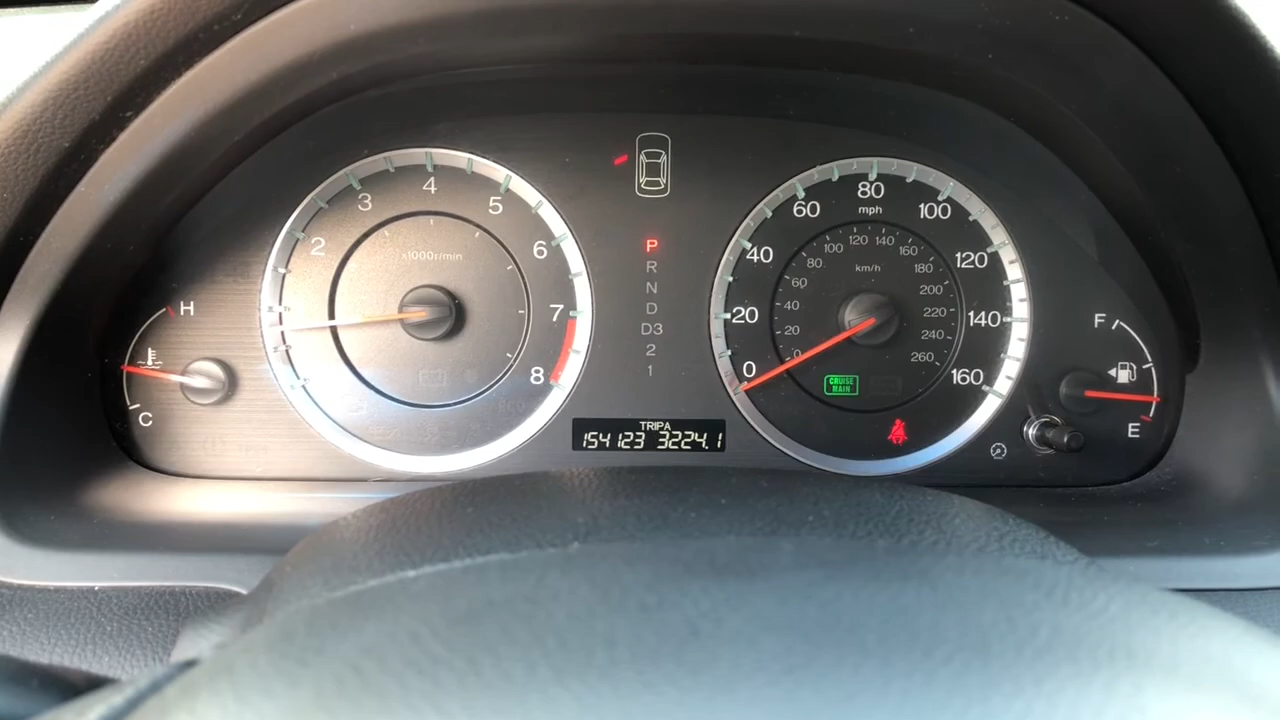 2 3 4 5 6 7 8
x1000r/min
H
C
P
R
N
D
D3
2
1
TRIP A
154123 3224.1
0 20 40 60 80 100 120 140 160
mph
km/h
0 20 40 60 80 100 120 140 160 180 200 220 240 260
CRUISE
MAIN
F
E
ECO